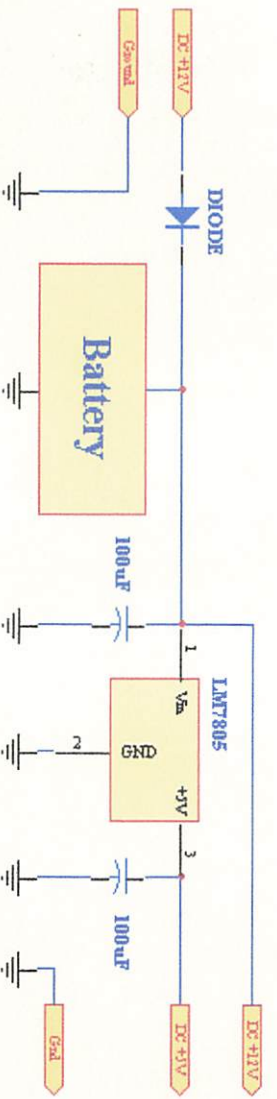 DC +12V
Ground
DIODE
Battery
100uF
1
LM7805
Vin
+5V
GND
2
3
100uF
DC +12V
DC +5V
Gnd